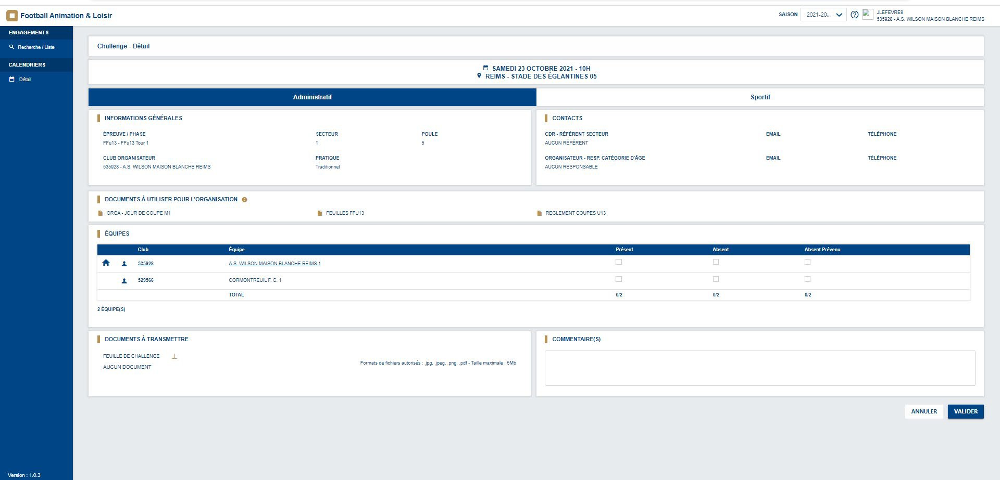 Football Animation & Loisir
SAISON 2021-20...
JLEFEVRE9
535928 - A.S. WILSON MAISON BLANCHE REIMS
ENGAGEMENTS
Recherche / Liste
CALENDRIERS
Détail
Challenge - Détail
SAMEDI 23 OCTOBRE 2021 - 10H
REIMS - STADE DES ÉGLANTINES 05
Administratif
Sportif
INFORMATIONS GÉNÉRALES
ÉPREUVE / PHASE SECTEUR POULE
FFu13 - FFu13 Tour 1 1 5
CLUB ORGANISATEUR PRATIQUE
535928 - A.S. WILSON MAISON BLANCHE REIMS Traditionnel
CONTACTS
CDR - RÉFÉRENT SECTEUR EMAIL TÉLÉPHONE
AUCUN RÉFÉRENT
ORGANISATEUR - RESP. CATÉGORIE D'ÂGE EMAIL TÉLÉPHONE
AUCUN RESPONSABLE
DOCUMENTS À UTILISER POUR L'ORGANISATION
ORGA - JOUR DE COUPE M1 FEUILLES FFU13 REGLEMENT COUPES U13
ÉQUIPES
Club Équipe Présent Absent Absent Prévenu
535928 A.S. WILSON MAISON BLANCHE REIMS 1
529566 CORMONTREUIL F. C. 1
TOTAL 0/2 0/2 0/2
2 ÉQUIPE(S)
DOCUMENTS À TRANSMETTRE
FEUILLE DE CHALLENGE
AUCUN DOCUMENT
Formats de fichiers autorisés : .jpg, .jpeg, .png, .pdf - Taille maximale : 5Mb
COMMENTAIRE(S)
ANNULER
VALIDER
Version : 1.0.3